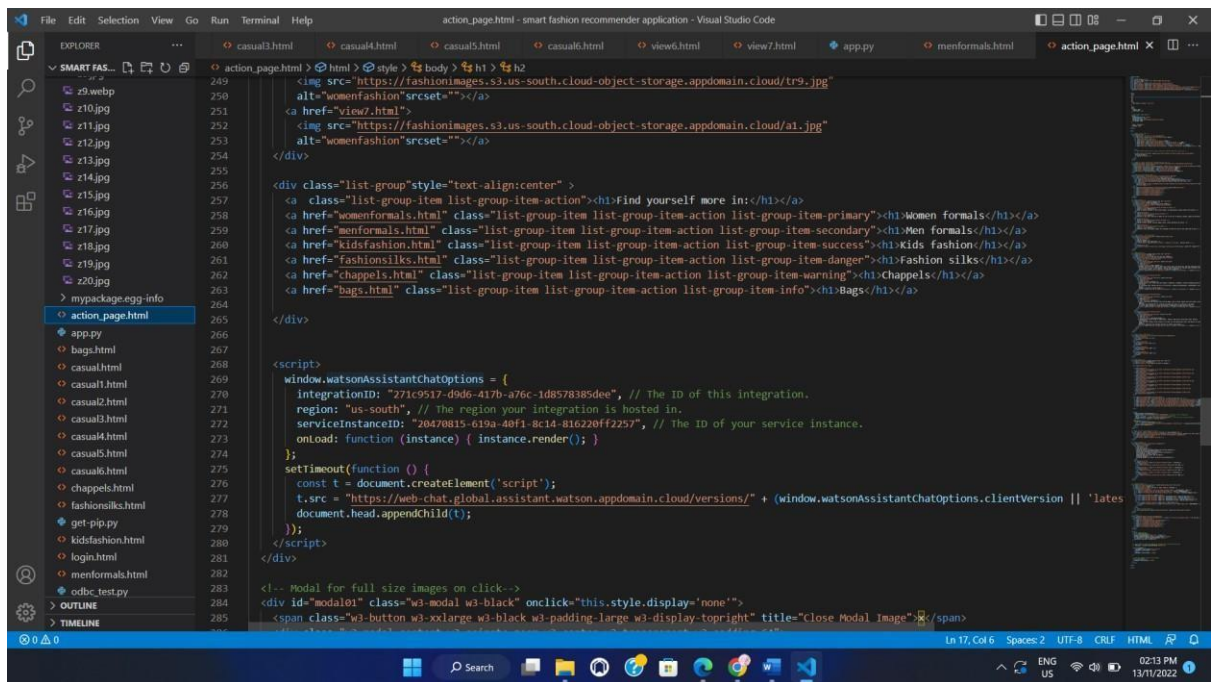 File Edit Selection View Go Run Terminal Help
action_page.html - smart fashion recommender application - Visual Studio Code
EXPLORER
casual3.html casual4.html casual5.html casual6.html view6.html view7.html app.py menformals.html action_page.html
SMART FAS...
action_page.html > html > style > body > h1 > h2
z9.webp
z10.jpg
z11.jpg
z12.jpg
z13.jpg
z14.jpg
z15.jpg
z16.jpg
z17.jpg
z18.jpg
z19.jpg
z20.jpg
mypackage.egg-info
action_page.html
app.py
bags.html
casual.html
casual1.html
casual2.html
casual3.html
casual4.html
casual5.html
casual6.html
chappels.html
fashionsilks.html
get-pip.py
kidsfashion.html
login.html
menformals.html
odbc_test.py
OUTLINE
TIMELINE
249 <img src="https://fashionimages.s3.us-south.cloud-object-storage.appdomain.cloud/tr9.jpg"
250 alt="womenfashion"srcset=""></a>
251 <a href="view7.html">
252 <img src="https://fashionimages.s3.us-south.cloud-object-storage.appdomain.cloud/a1.jpg"
253 alt="womenfashion"srcset=""></a>
254 </div>
255
256 <div class="list-group"style="text-align:center" >
257 <a  class="list-group-item list-group-item-action"><h1>Find yourself more in:</h1></a>
258 <a href="womenformals.html" class="list-group-item list-group-item-action list-group-item-primary"><h1>Women formals</h1></a>
259 <a href="menformals.html" class="list-group-item list-group-item-action list-group-item-secondary"><h1>Men formals</h1></a>
260 <a href="kidsfashion.html" class="list-group-item list-group-item-action list-group-item-success"><h1>Kids fashion</h1></a>
261 <a href="fashionsilks.html" class="list-group-item list-group-item-action list-group-item-danger"><h1>Fashion silks</h1></a>
262 <a href="chappels.html" class="list-group-item list-group-item-action list-group-item-warning"><h1>Chappels</h1></a>
263 <a href="bags.html" class="list-group-item list-group-item-action list-group-item-info"><h1>Bags</h1></a>
264
265 </div>
266
267
268 <script>
269 window.watsonAssistantChatOptions = {
270 integrationID: "271c9517-d9d6-417b-a76c-1d8578385dee", // The ID of this integration.
271 region: "us-south", // The region your integration is hosted in.
272 serviceInstanceID: "20470815-619a-40f1-8c14-816220ff2257", // The ID of your service instance.
273 onLoad: function (instance) { instance.render(); }
274 };
275 setTimeout(function () {
276 const t = document.createElement('script');
277 t.src = "https://web-chat.global.assistant.watson.appdomain.cloud/versions/" + (window.watsonAssistantChatOptions.clientVersion || 'lates
278 document.head.appendChild(t);
279 });
280 </script>
281 </div>
282
283 <!-- Modal for full size images on click-->
284 <div id="modal01" class="w3-modal w3-black" onclick="this.style.display='none'">
285 <span class="w3-button w3-xxlarge w3-black w3-padding-large w3-display-topright" title="Close Modal Image">×</span>
0 0
Ln 17, Col 6 Spaces: 2 UTF-8 CRLF HTML
Search
ENG
US
02:13 PM
13/11/2022
1